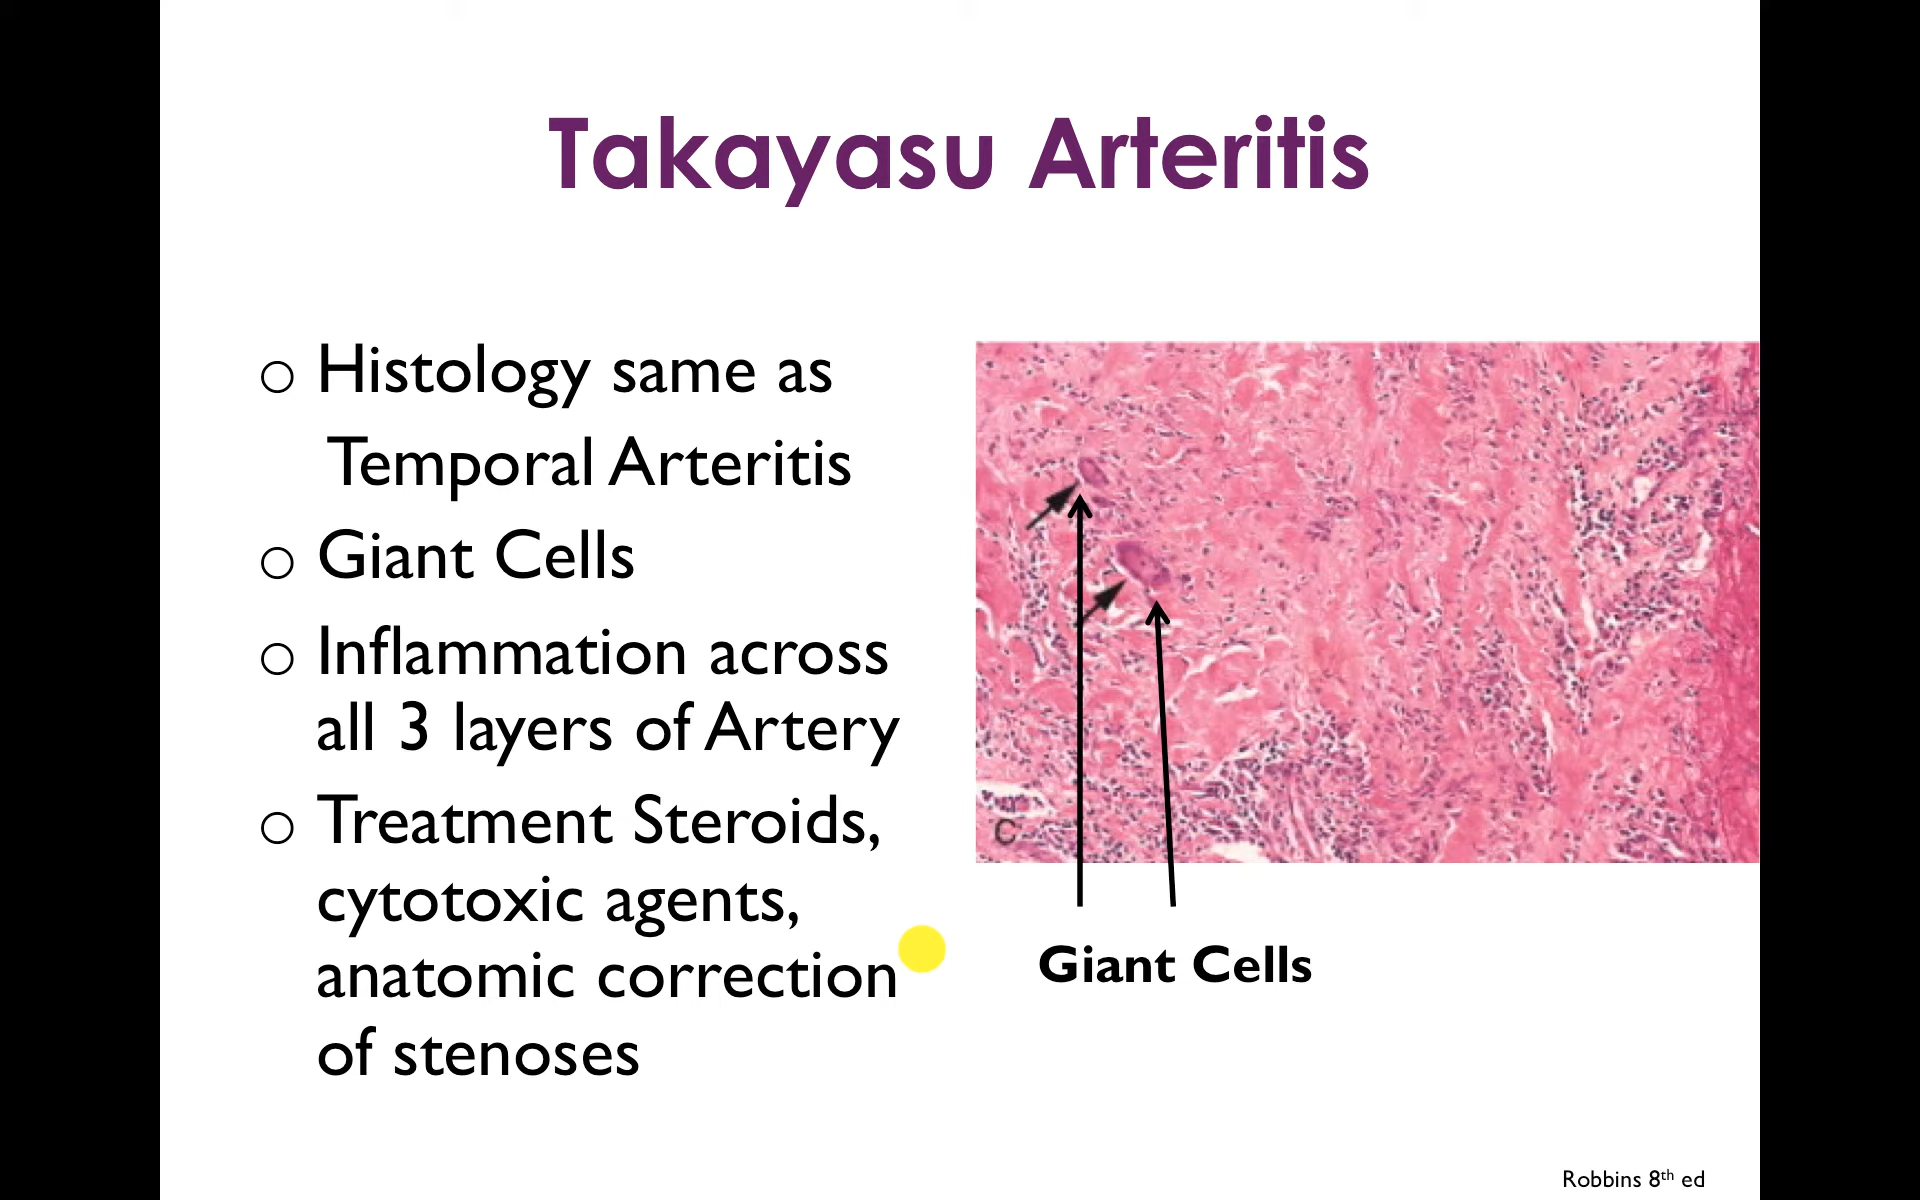 Takayasu Arteritis
o Histology same as
Temporal Arteritis
o Giant Cells
o Inflammation across
all 3 layers of Artery
o Treatment Steroids,
cytotoxic agents,
anatomic correction
of stenoses
C
Giant Cells
Robbins 8th ed